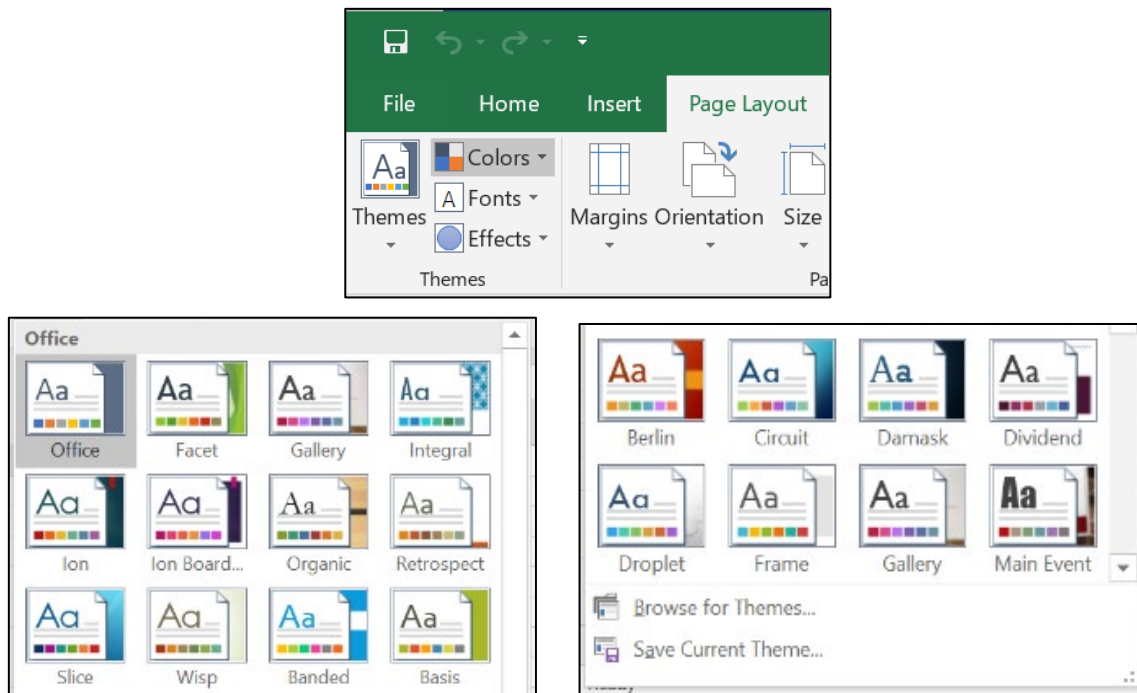 File Home Insert Page Layout
Aa
Colors
A Fonts
Themes Margins Orientation Size
Effects
Themes Pa
Office
Aa Aa Aa Aa
Office Facet Gallery Integral
Aa Aa Aa Aa
Ion Ion Board... Organic Retrospect
Aa Aa Aa Aa
Slice Wisp Banded Basis
Aa Aa Aa Aa
Berlin Circuit Damask Dividend
Aa Aa Aa Aa
Droplet Frame Gallery Main Event
Browse for Themes...
Save Current Theme...